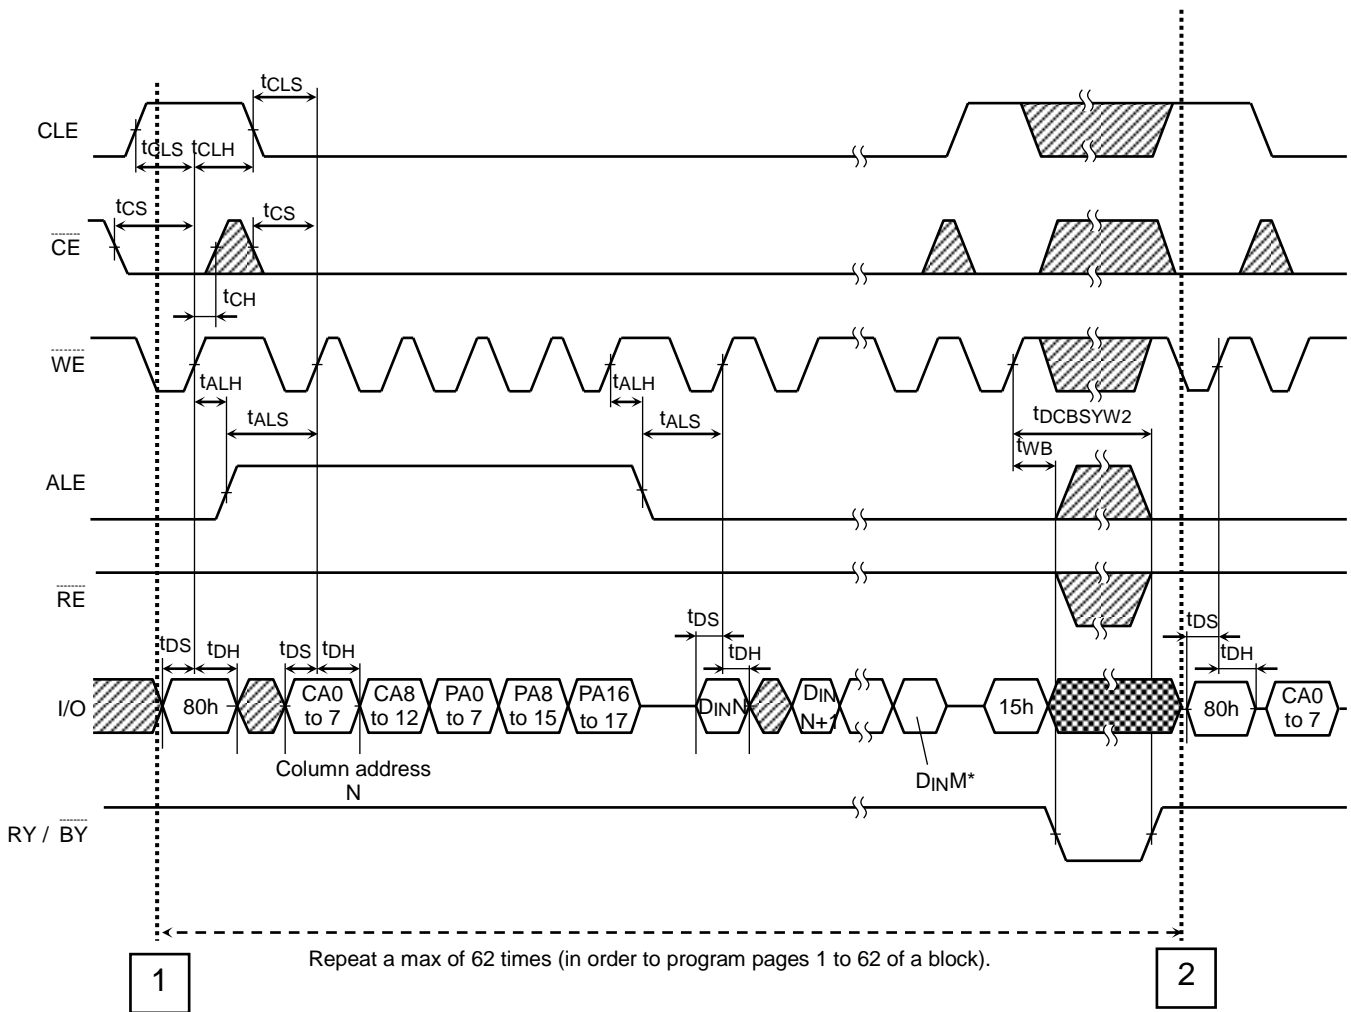 tCLS
CLE
tCLS tCLH
tCS tCS
CE
tCH
WE
tALH tALH
tALS tALS
tDCBSYW2
tWB
ALE
RE
tDS tDH tDS tDH tDS tDH tDS tDH
I/O
80h
CA0
to 7
CA8
to 12
PA0
to 7
PA8
to 15
PA16
to 17
DINN
DIN
N+1
15h
80h
CA0
to 7
Column address
N
DINM*
RY / BY
Repeat a max of 62 times (in order to program pages 1 to 62 of a block).
1
2